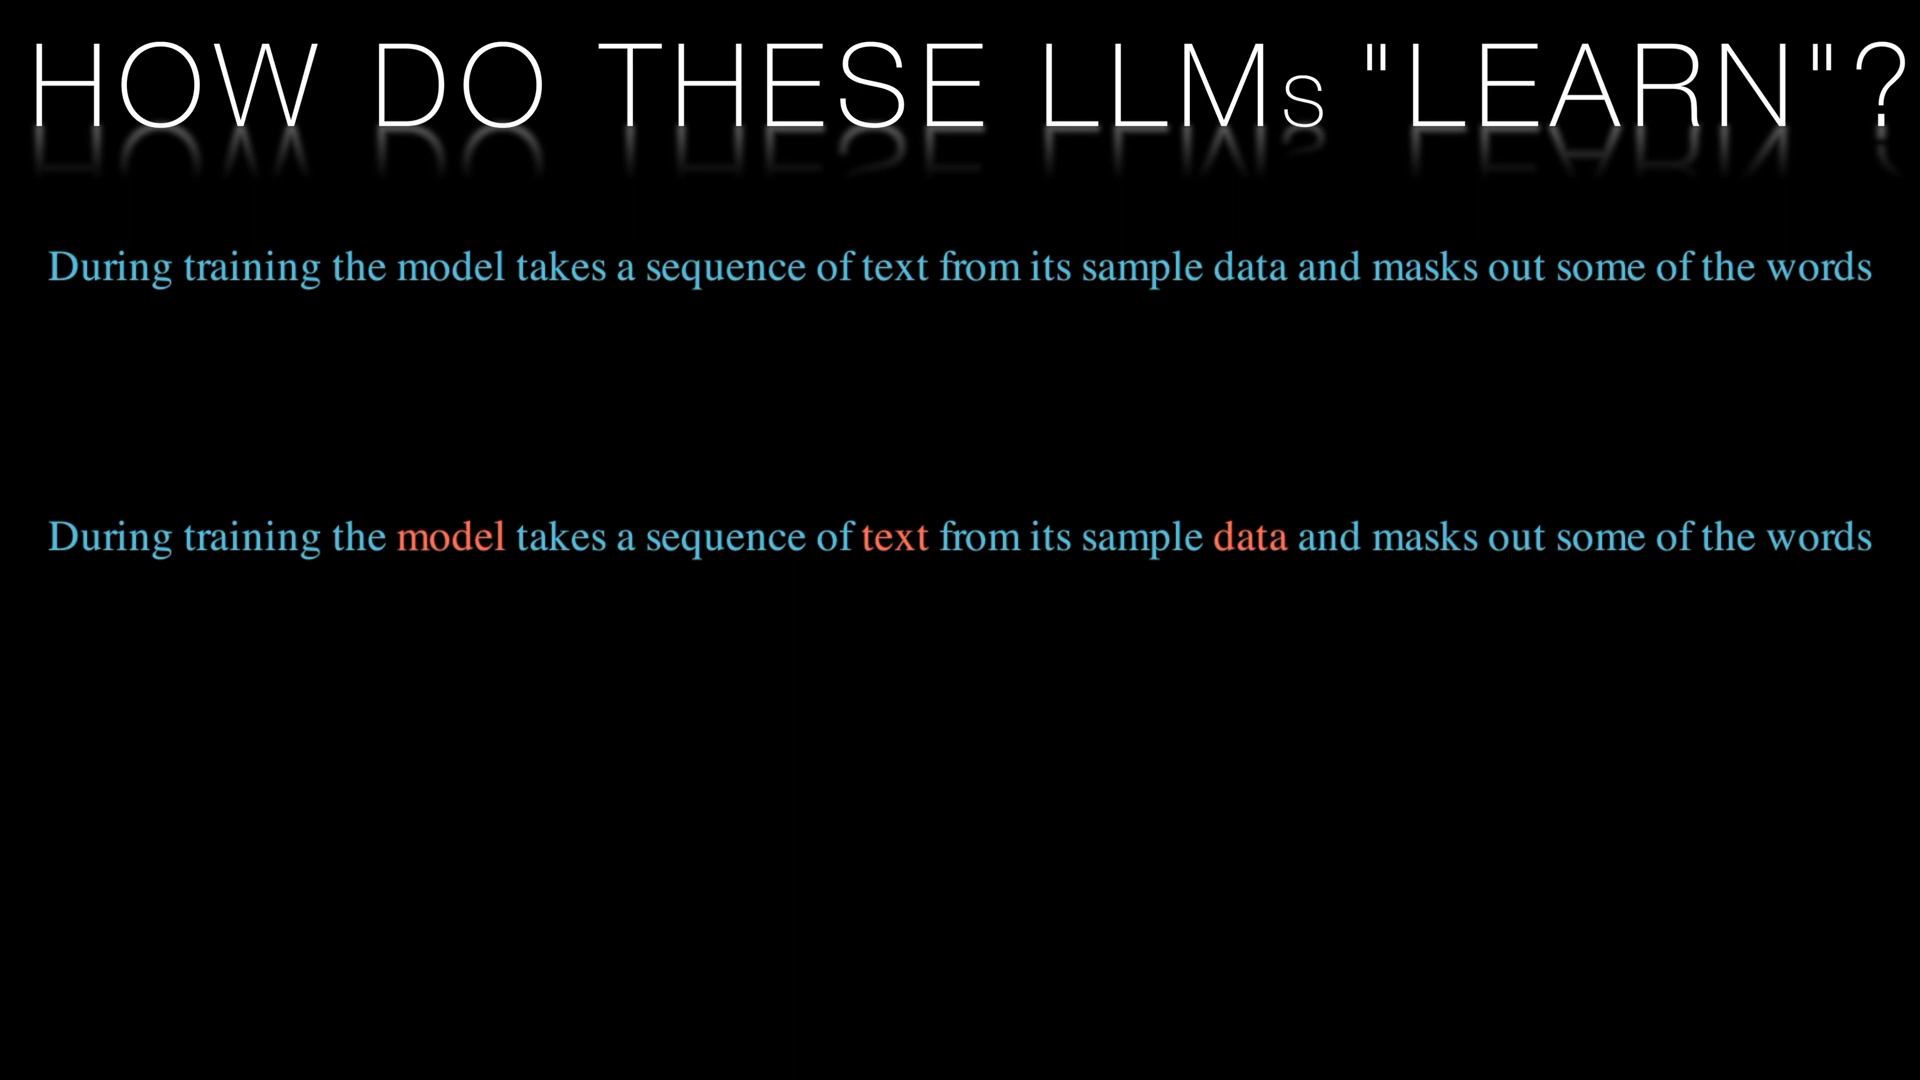 HOW DO THESE LLMs "LEARN"?
During training the model takes a sequence of text from its sample data and masks out some of the words
During training the model takes a sequence of text from its sample data and masks out some of the words